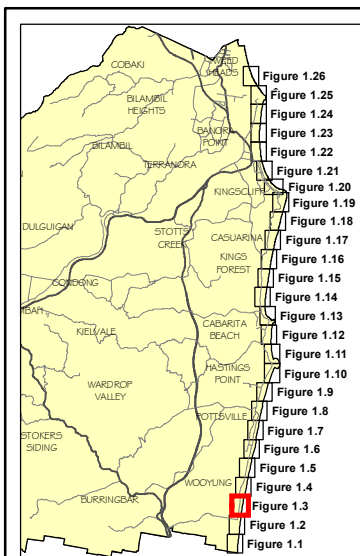 TWEED
HEADS
COBAKI
Figure 1.26
Figure 1.25
BILAMBIL
HEIGHTS
Figure 1.24
BANORA
POINT
Figure 1.23
BILAMBIL
Figure 1.22
TERRANORA
Figure 1.21
KINGSCLIFF
Figure 1.20
Figure 1.19
DULGUIGAN
STOTTS
CREEK
Figure 1.18
CASUARINA
Figure 1.17
KINGS
FOREST
Figure 1.16
Figure 1.15
Figure 1.14
MBAH
Figure 1.13
KIELVALE
CABARITA
BEACH
Figure 1.12
Figure 1.11
HASTINGS
POINT
Figure 1.10
WARDROP
VALLEY
Figure 1.9
POTTSVILLE
Figure 1.8
STOKERS
SIDING
Figure 1.7
Figure 1.6
Figure 1.5
WOOYUNG
Figure 1.4
BURRINGBAR
Figure 1.3
Figure 1.2
Figure 1.1